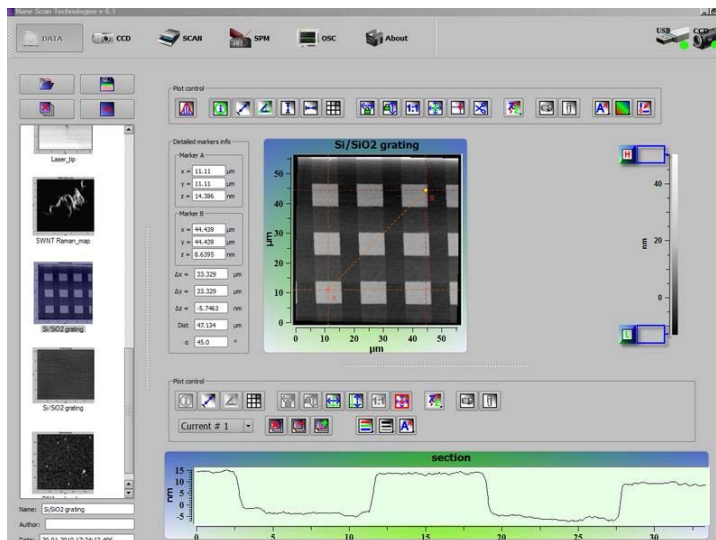 Nano Scan Technologies v 6.1
DATA
CCD
SCAN
SPM
OSC
About
USB
CCD
Plot control
Laser_tip
SWNT Raman_map
Si/SiO2 grating
Si/SiO2 grating
Name: Si/SiO2 grating
Author:
Detailed markers info
Marker A
x = 11.11 µm
y = 11.11 µm
z = 14.386 nm
Marker B
x = 44.439 µm
y = 44.439 µm
z = 8.6395 nm
Δx = 33.329 µm
Δy = 33.329 µm
Δz = -5.7463 nm
Dist 47.134 µm
α 45.0 °
Si/SiO2 grating
50
40
30
20
10
0
µm
A
B
0 10 20 30 40 50
µm
H
40
20
0
nm
L
Plot control
1:1
Current # 1
section
15
10
5
0
-5
nm
0 5 10 15 20 25 30